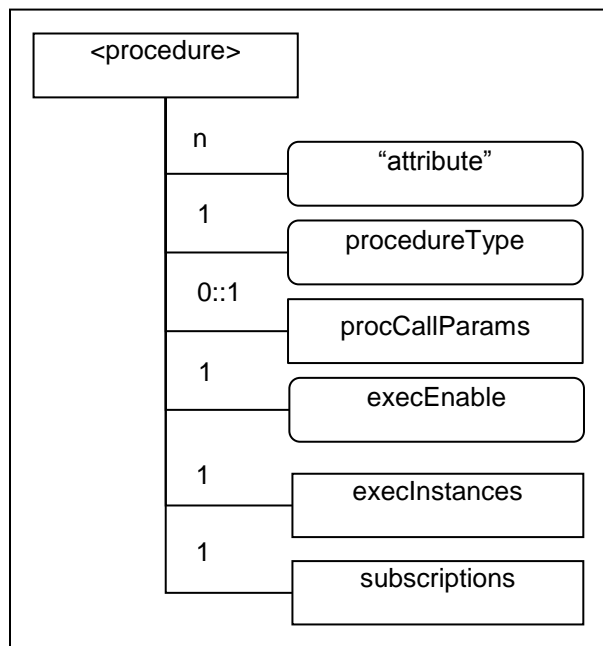 <procedure>
n
“attribute”
1
procedureType
0::1
procCallParams
1
execEnable
1
execInstances
1
subscriptions